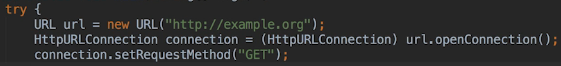 try {
    URL url = new URL("http://example.org");
    HttpURLConnection connection = (HttpURLConnection) url.openConnection();
    connection.setRequestMethod("GET");